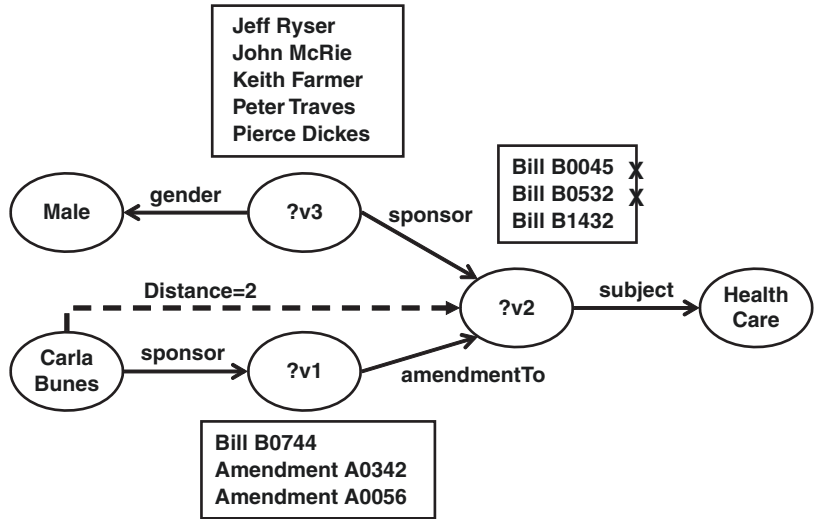 Jeff Ryser
John McRie
Keith Farmer
Peter Traves
Pierce Dickes
Bill B0045 X
Bill B0532 X
Bill B1432
Male
gender
?v3
sponsor
Distance=2
?v2
subject
Health
Care
Carla
Bunes
sponsor
?v1
amendmentTo
Bill B0744
Amendment A0342
Amendment A0056